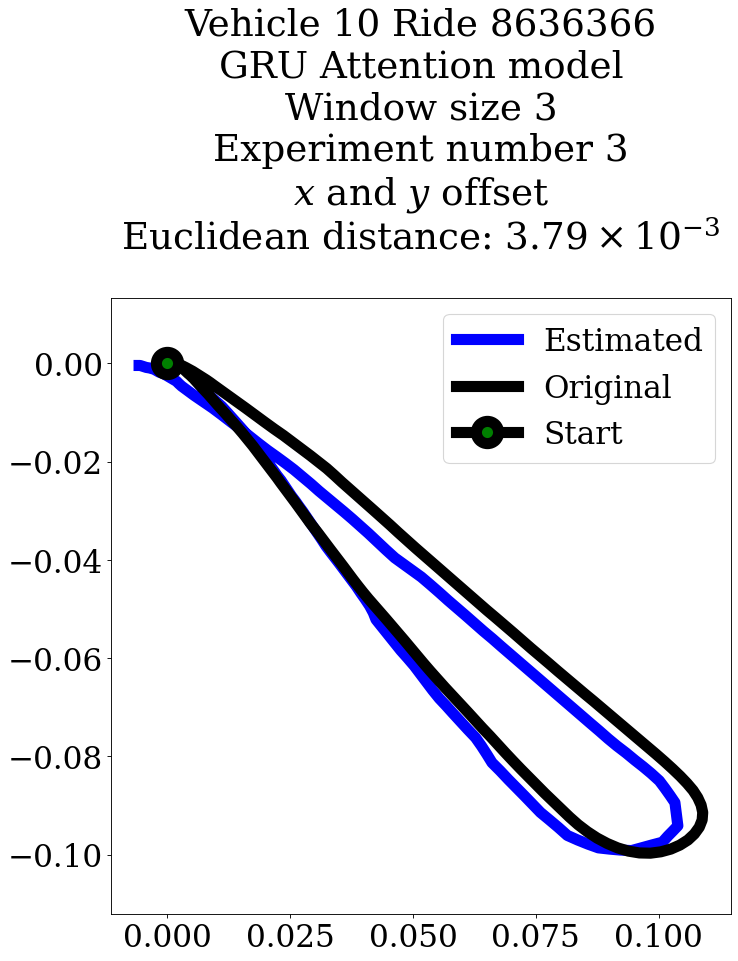 Vehicle 10 Ride 8636366
GRU Attention model
Window size 3
Experiment number 3
x and y offset
Euclidean distance: 3.79 × 10⁻³
Estimated
Original
Start
0.00
−0.02
−0.04
−0.06
−0.08
−0.10
0.000 0.025 0.050 0.075 0.100